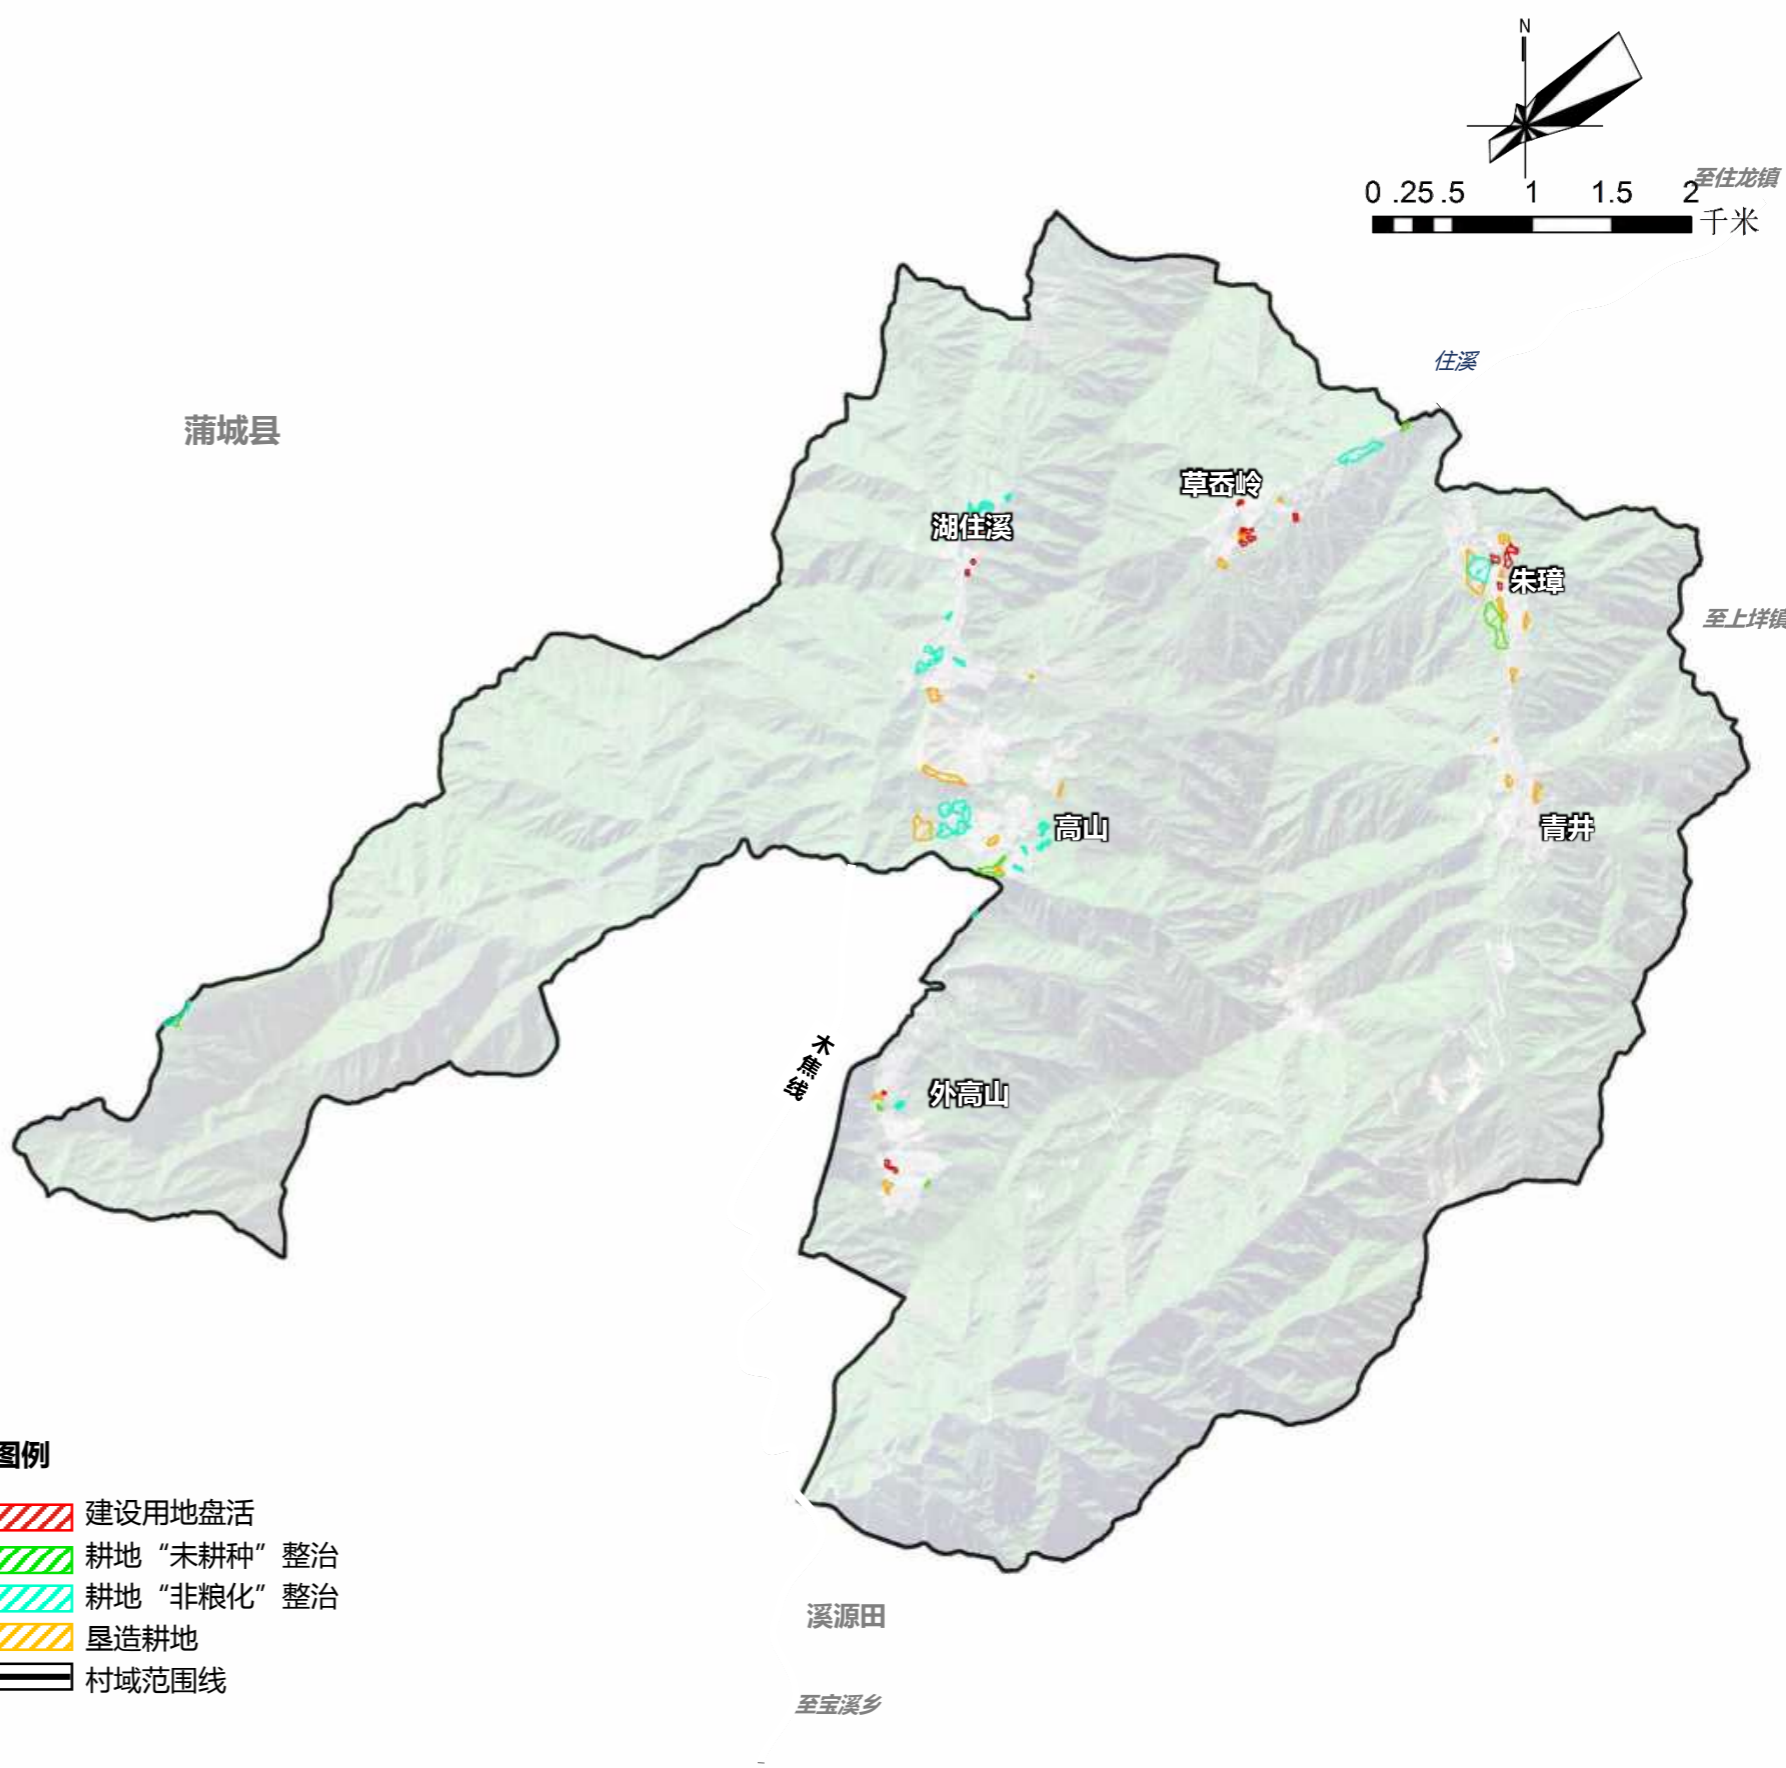 N
至住龙镇
0 .25 .5 1 1.5 2
千米
住溪
蒲城县
草岙岭
湖住溪
朱璋
至上垟镇
高山
青井
木焦线
外高山
图例
建设用地盘活
耕地“未耕种”整治
耕地“非粮化”整治
垦造耕地
村域范围线
溪源田
至宝溪乡